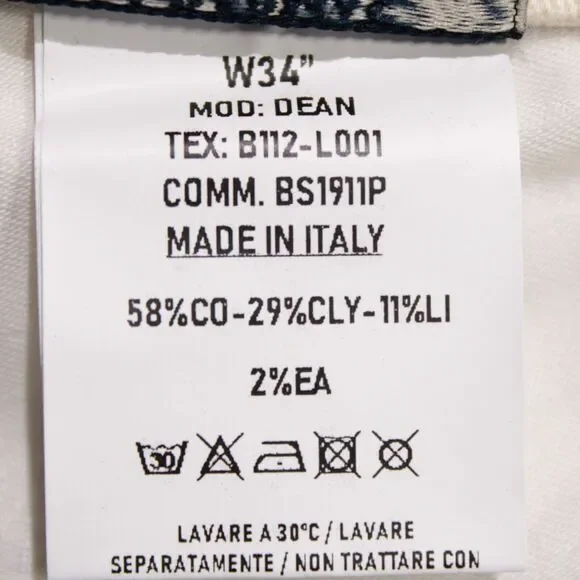 W34"
MOD: DEAN
TEX: B112-L001
COMM. BS1911P
MADE IN ITALY
58%CO-29%CLY-11%LI
2%EA
30
LAVARE A 30°C / LAVARE
SEPARATAMENTE / NON TRATTARE CON